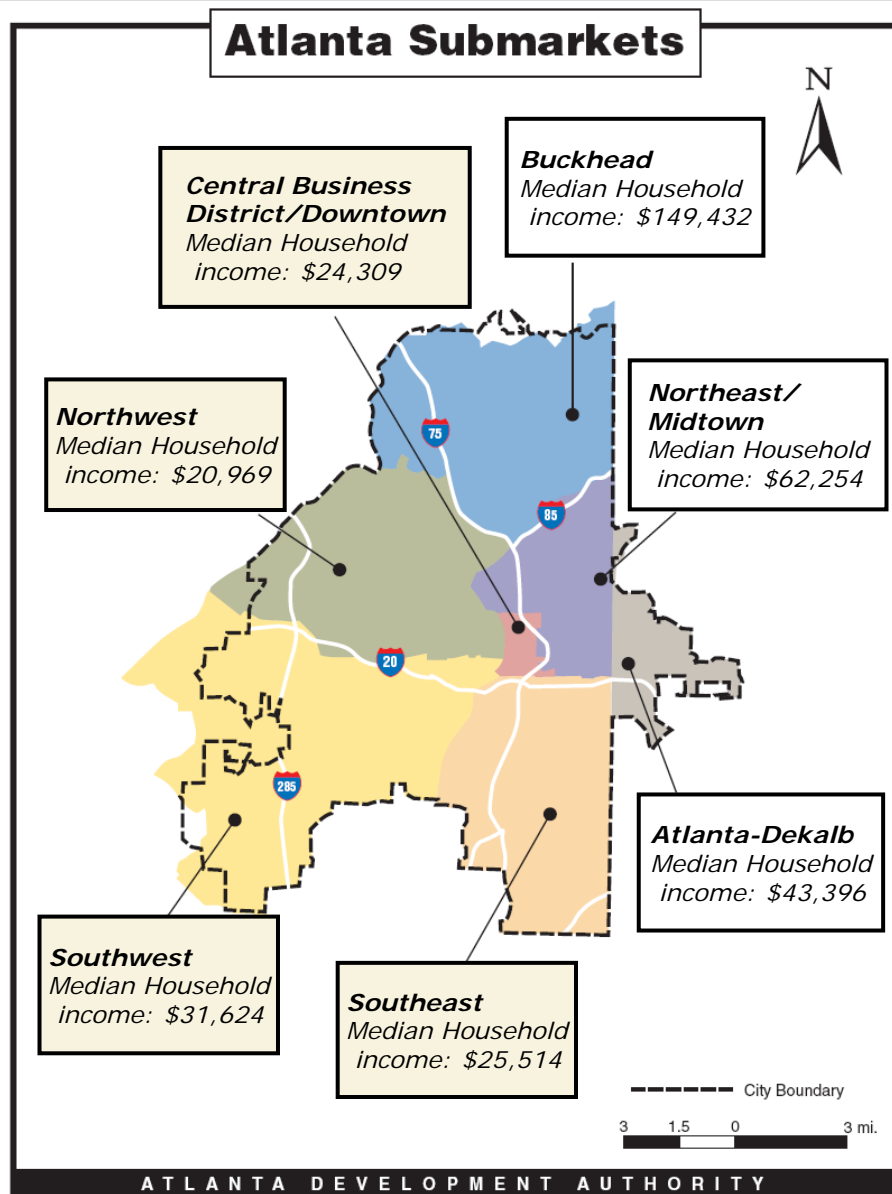 Atlanta Submarkets
N
Buckhead
Median Household
income: $149,432
Central Business
District/Downtown
Median Household
income: $24,309
Northeast/
Midtown
Median Household
income: $62,254
Northwest
Median Household
income: $20,969
75
85
20
285
Atlanta-Dekalb
Median Household
income: $43,396
Southwest
Median Household
income: $31,624
Southeast
Median Household
income: $25,514
City Boundary
3 1.5 0 3 mi.
ATLANTA DEVELOPMENT AUTHORITY